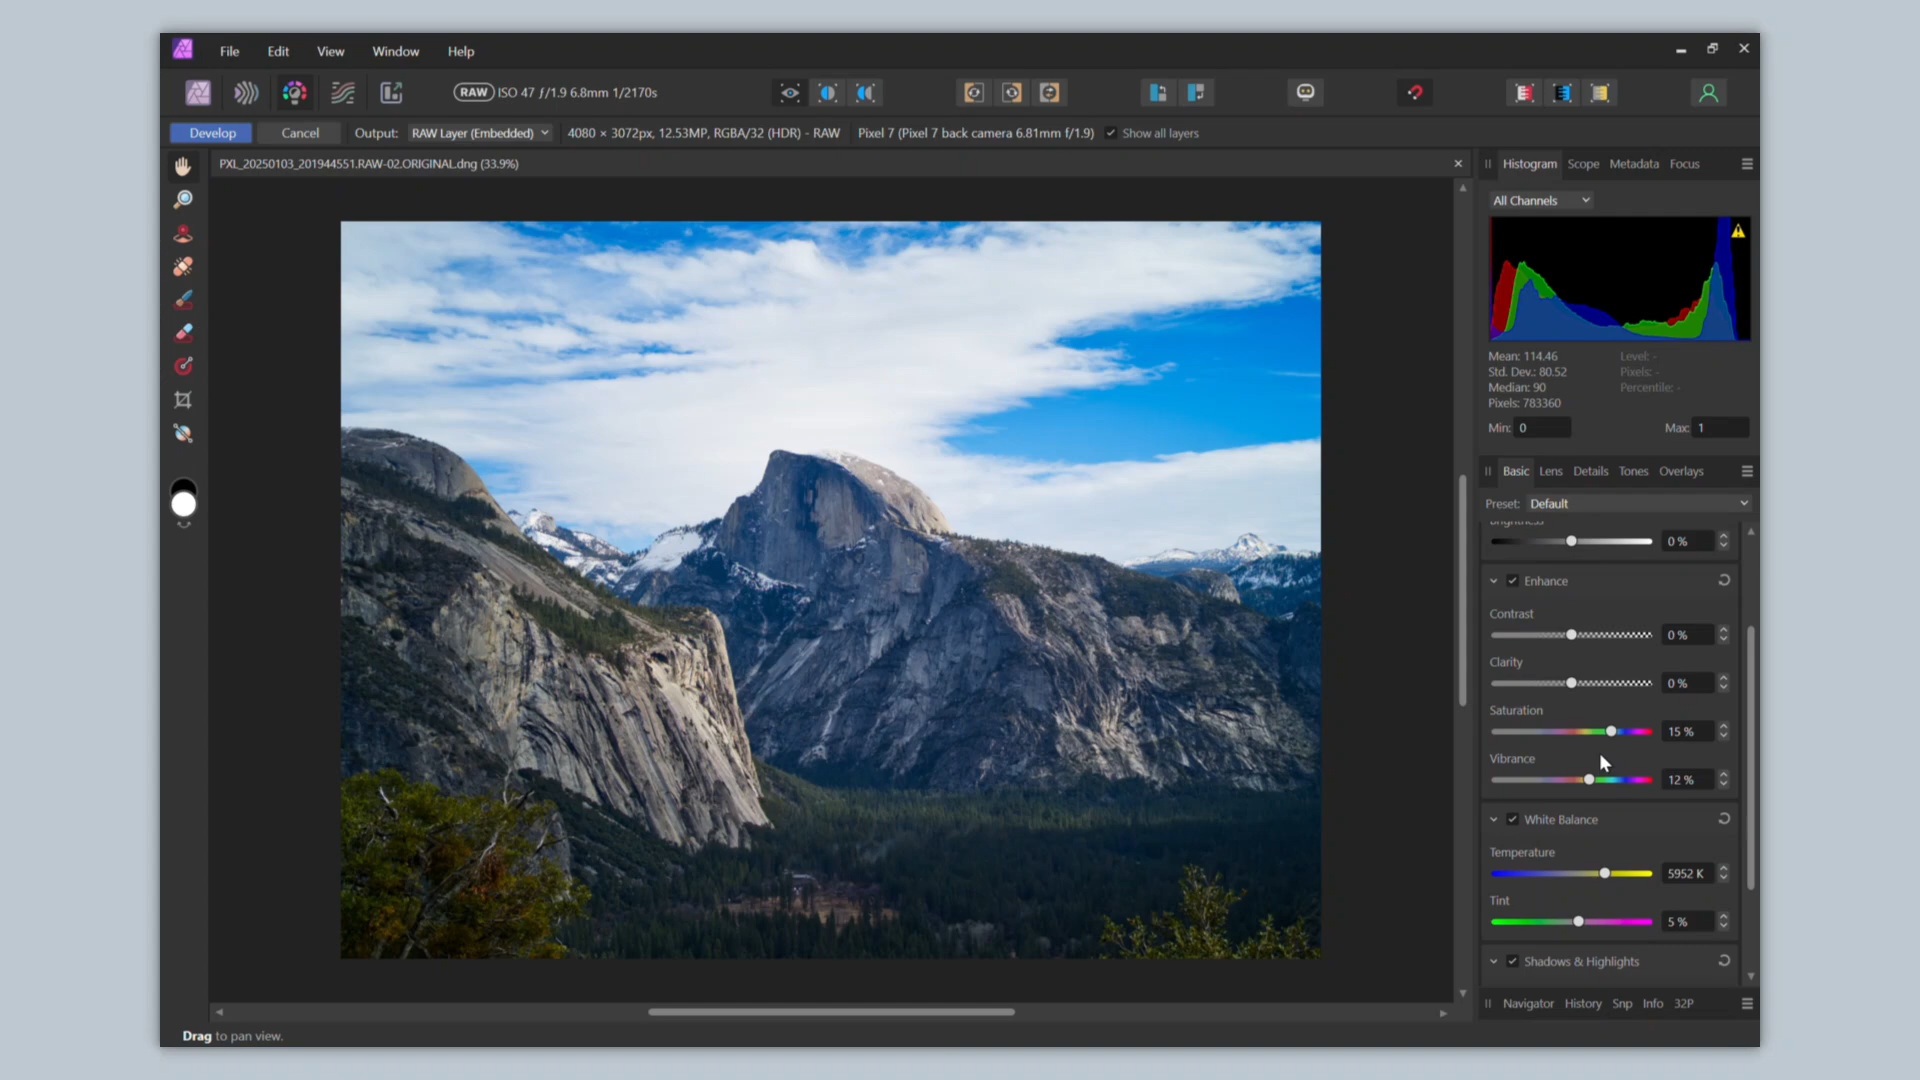 File Edit View Window Help
RAW ISO 47 ƒ/1.9 6.8mm 1/2170s
Develop Cancel Output: RAW Layer (Embedded) 4080 × 3072px, 12.53MP, RGBA/32 (HDR) - RAW Pixel 7 (Pixel 7 back camera 6.81mm f/1.9) Show all layers
PXL_20250103_201944551.RAW-02.ORIGINAL.dng (33.9%)
Histogram Scope Metadata Focus
All Channels
Mean: 114.46 Level: -
Std. Dev.: 80.52 Pixels: -
Median: 90 Percentile: -
Pixels: 783360
Min: 0 Max: 1
Basic Lens Details Tones Overlays
Preset: Default
Brightness
0 %
Enhance
Contrast
0 %
Clarity
0 %
Saturation
15 %
Vibrance
12 %
White Balance
Temperature
5952 K
Tint
5 %
Shadows & Highlights
Navigator History Snp Info 32P
Drag to pan view.